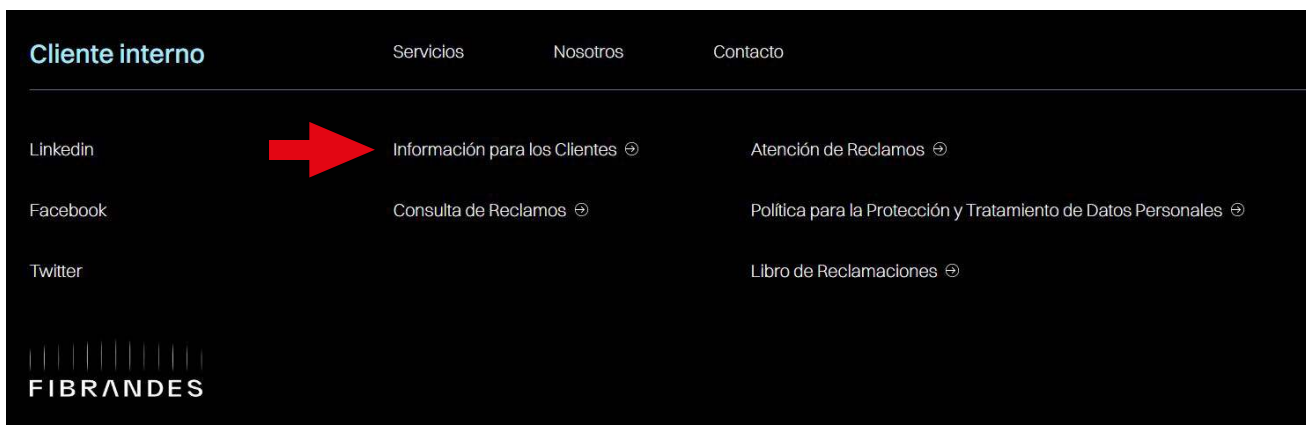 Cliente interno Servicios Nosotros Contacto
Linkedin Información para los Clientes Atención de Reclamos
Facebook Consulta de Reclamos Política para la Protección y Tratamiento de Datos Personales
Twitter Libro de Reclamaciones
FIBRANDES